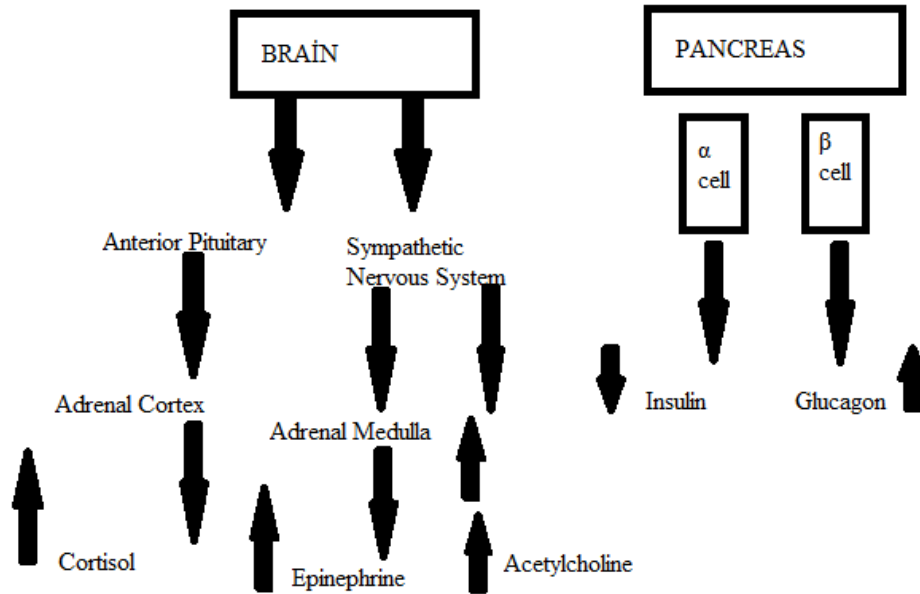 BRAİN
PANCREAS
α
cell
β
cell
Anterior Pituitary
Sympathetic
Nervous System
Adrenal Cortex
Adrenal Medulla
Insulin
Glucagon
Cortisol
Epinephrine
Acetylcholine